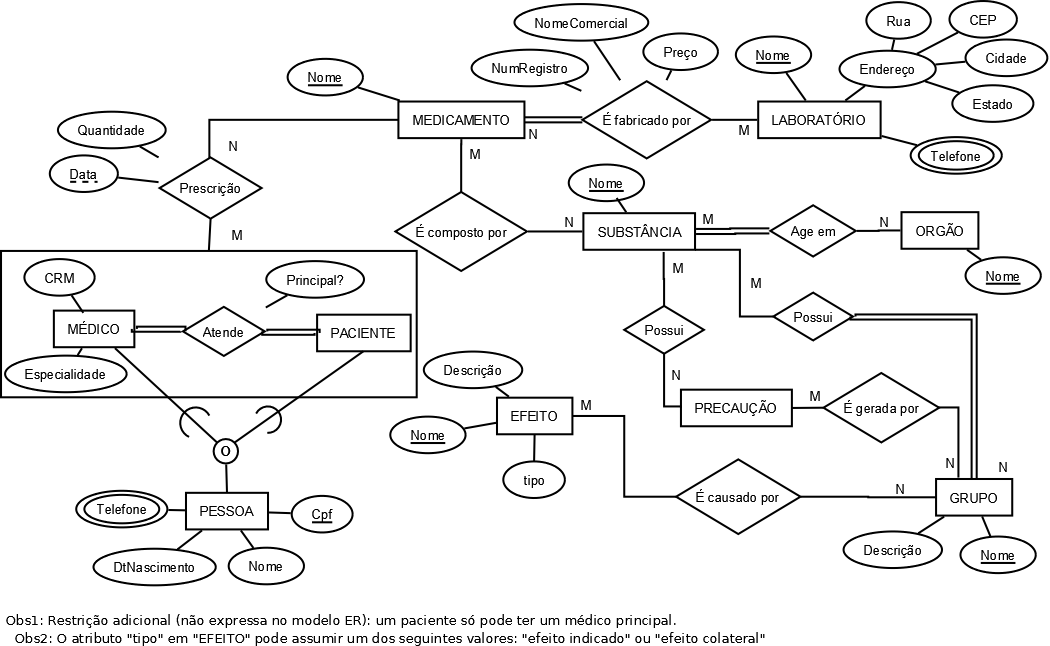 NomeComercial
Rua
CEP
Nome
Preço
Nome
NumRegistro
Endereço
Cidade
Estado
Quantidade
MEDICAMENTO
N
É fabricado por
M
LABORATÓRIO
Data
N
M
Telefone
Prescrição
Nome
M
É composto por
N
SUBSTÂNCIA
M
Age em
N
ORGÃO
CRM
Principal?
M
M
Nome
MÉDICO
Atende
PACIENTE
Possui
Possui
Especialidade
Descrição
N
PRECAUÇÃO
M
É gerada por
Nome
EFEITO
M
O
tipo
N
N
Telefone
PESSOA
Cpf
É causado por
N
GRUPO
DtNascimento
Nome
Descrição
Nome
Obs1: Restrição adicional (não expressa no modelo ER): um paciente só pode ter um médico principal.
Obs2: O atributo "tipo" em "EFEITO" pode assumir um dos seguintes valores: "efeito indicado" ou "efeito colateral"